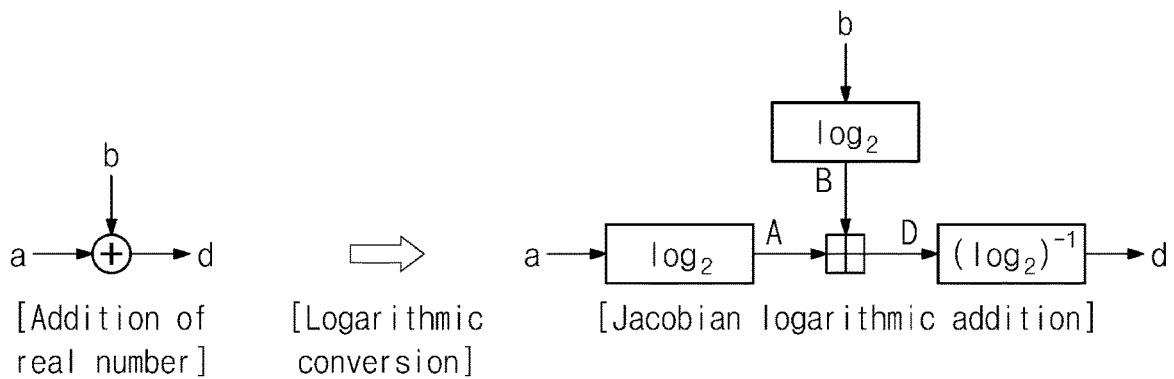 b
a + d
[Addition of
real number]
[Logarithmic
conversion]
b
log₂
B
a log₂ A D (log₂)⁻¹ d
[Jacobian logarithmic addition]